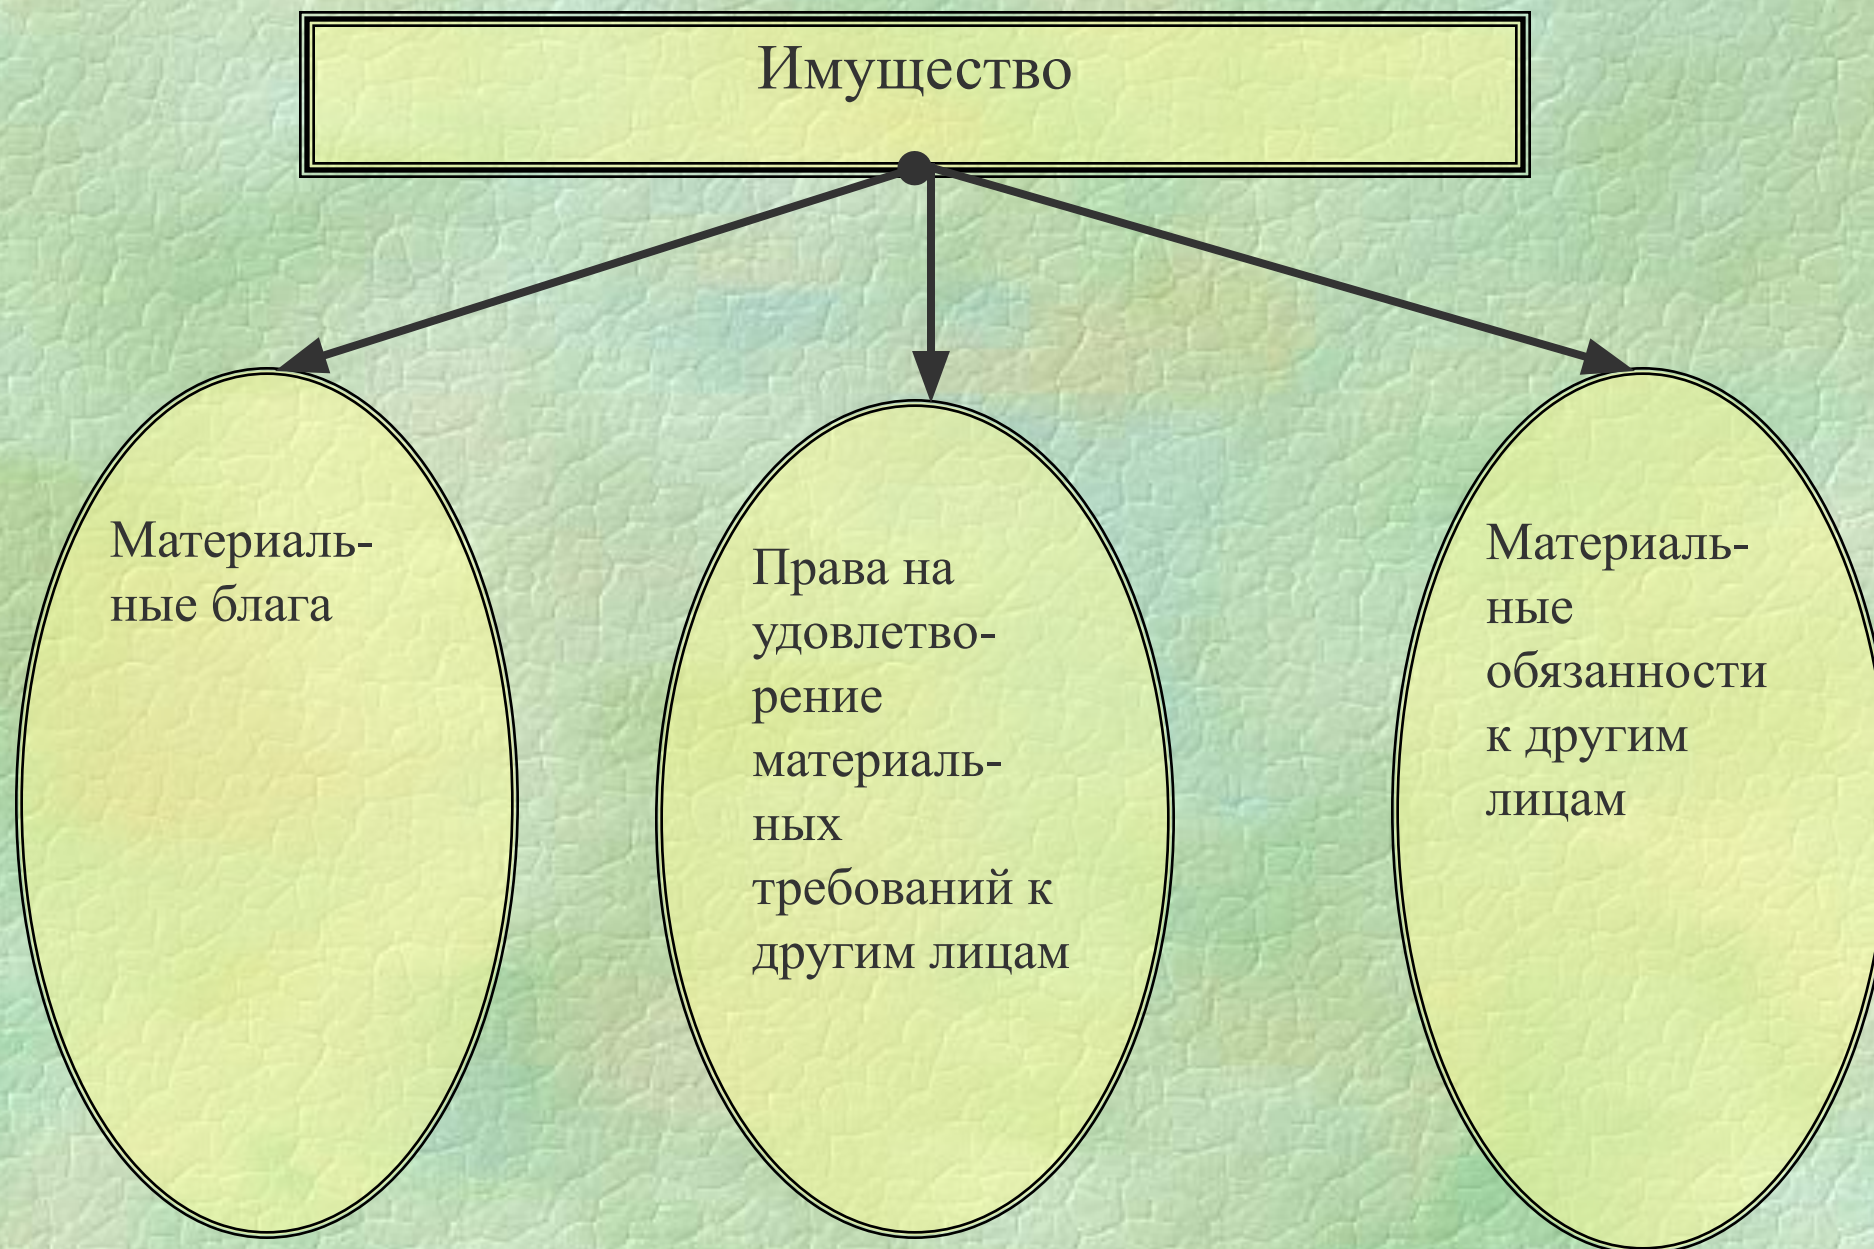 Имущество
Материаль-
ные блага
Права на
удовлетво-
рение
материаль-
ных
требований к
другим лицам
Материаль-
ные
обязанности
к другим
лицам